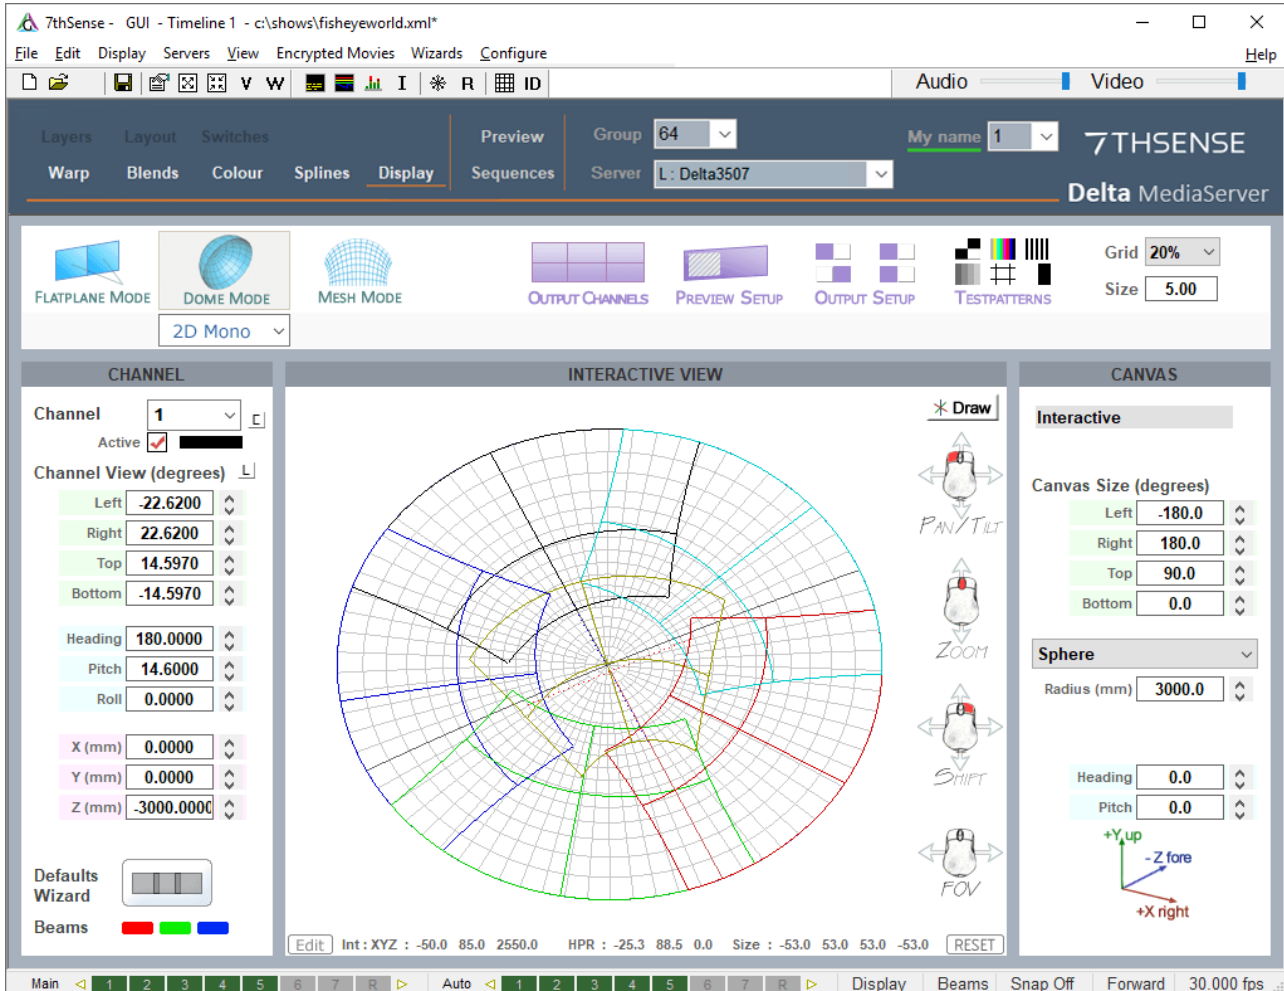 7thSense - GUI - Timeline 1 - c:\shows\fisheyeworld.xml*
File Edit Display Servers View Encrypted Movies Wizards Configure Help
V W I R ID Audio Video
Layers Layout Switches Preview Group 64 My name 1 7THSENSE
Warp Blends Colour Splines Display Sequences Server L : Delta3507 Delta MediaServer
FLATPLANE MODE DOME MODE MESH MODE OUTPUT CHANNELS PREVIEW SETUP OUTPUT SETUP TESTPATTERNS
Grid 20%
Size 5.00
2D Mono
CHANNEL
Channel 1 C
Active
Channel View (degrees) L
Left -22.6200
Right 22.6200
Top 14.5970
Bottom -14.5970
Heading 180.0000
Pitch 14.6000
Roll 0.0000
X (mm) 0.0000
Y (mm) 0.0000
Z (mm) -3000.0000
Defaults
Wizard
Beams
INTERACTIVE VIEW
Draw
PAN/TILT
ZOOM
SHIFT
FOV
Edit Int : XYZ : -50.0 85.0 2550.0 HPR : -25.3 88.5 0.0 Size : -53.0 53.0 53.0 -53.0 RESET
CANVAS
Interactive
Canvas Size (degrees)
Left -180.0
Right 180.0
Top 90.0
Bottom 0.0
Sphere
Radius (mm) 3000.0
Heading 0.0
Pitch 0.0
+Y up
- Z fore
+X right
Main 1 2 3 4 5 6 7 R Auto 1 2 3 4 5 6 7 R Display Beams Snap Off Forward 30.000 fps